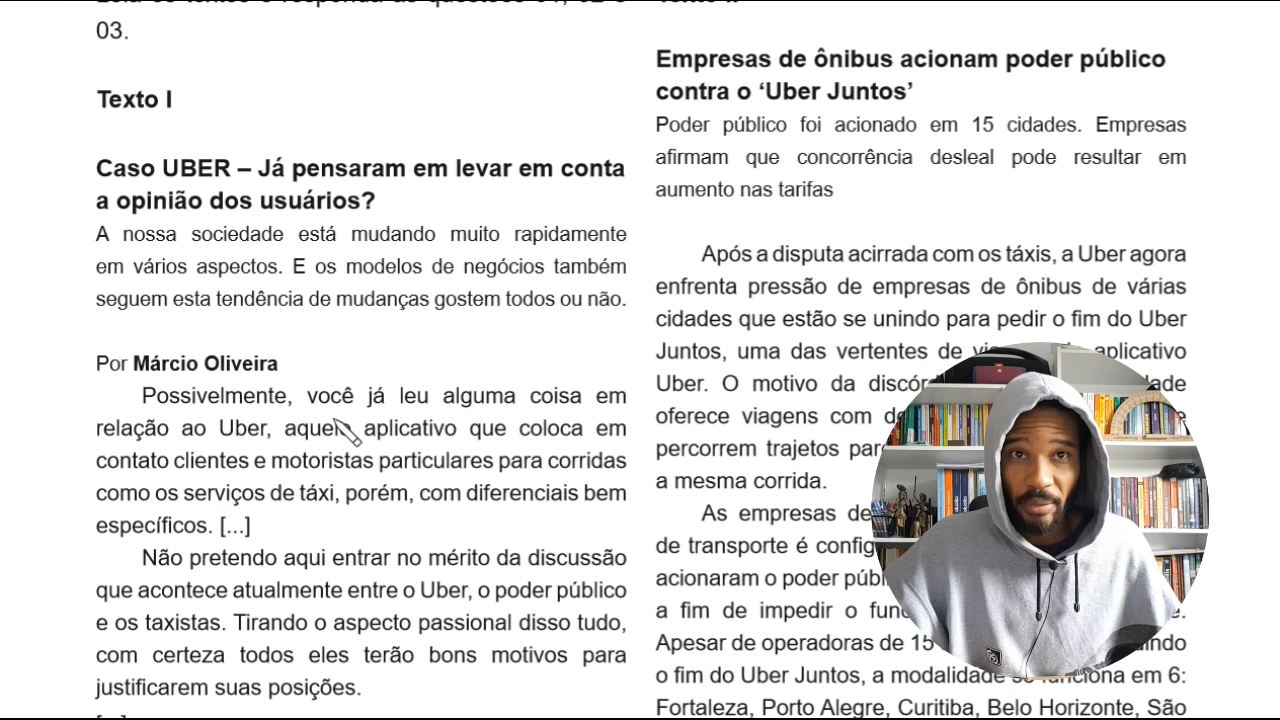 03.
Texto I
Caso UBER – Já pensaram em levar em conta
a opinião dos usuários?
A nossa sociedade está mudando muito rapidamente
em vários aspectos. E os modelos de negócios também
seguem esta tendência de mudanças gostem todos ou não.
Por Márcio Oliveira
Possivelmente, você já leu alguma coisa em
relação ao Uber, aquele aplicativo que coloca em
contato clientes e motoristas particulares para corridas
como os serviços de táxi, porém, com diferenciais bem
específicos. [...]
Não pretendo aqui entrar no mérito da discussão
que acontece atualmente entre o Uber, o poder público
e os taxistas. Tirando o aspecto passional disso tudo,
com certeza todos eles terão bons motivos para
justificarem suas posições.
Empresas de ônibus acionam poder público
contra o ‘Uber Juntos’
Poder público foi acionado em 15 cidades. Empresas
afirmam que concorrência desleal pode resultar em
aumento nas tarifas
Após a disputa acirrada com os táxis, a Uber agora
enfrenta pressão de empresas de ônibus de várias
cidades que estão se unindo para pedir o fim do Uber
Juntos, uma das vertentes de aplicativo
Uber. O motivo da
oferece viagens com
percorrem trajetos
a mesma corrida.
As empresas de
de transporte é
acionaram o poder
a fim de impedir o
Apesar de operadoras de 15
o fim do Uber Juntos, a modalidade funciona em 6:
Fortaleza, Porto Alegre, Curitiba, Belo Horizonte, São